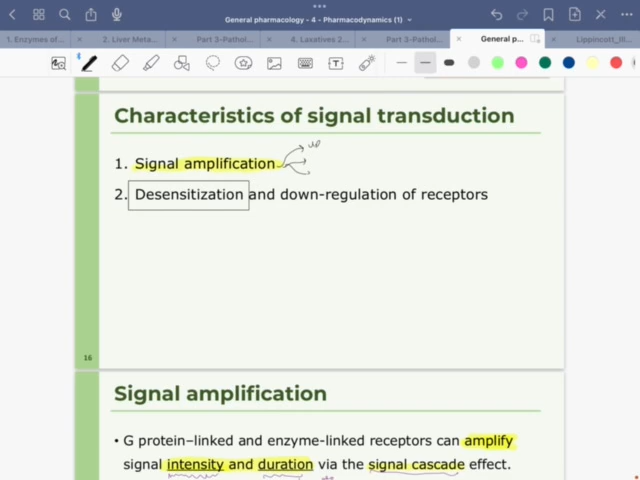 General pharmacology - 4 - Pharmacodynamics (1)
1. Enzymes of...
2. Liver Meta...
Part 3-Pathol...
4. Laxatives 2...
Part 3-Pathol...
General p...
Lippincott_Ill...
Characteristics of signal transduction
1. Signal amplification
2. Desensitization and down-regulation of receptors
16
Signal amplification
• G protein–linked and enzyme-linked receptors can amplify
signal intensity and duration via the signal cascade effect.